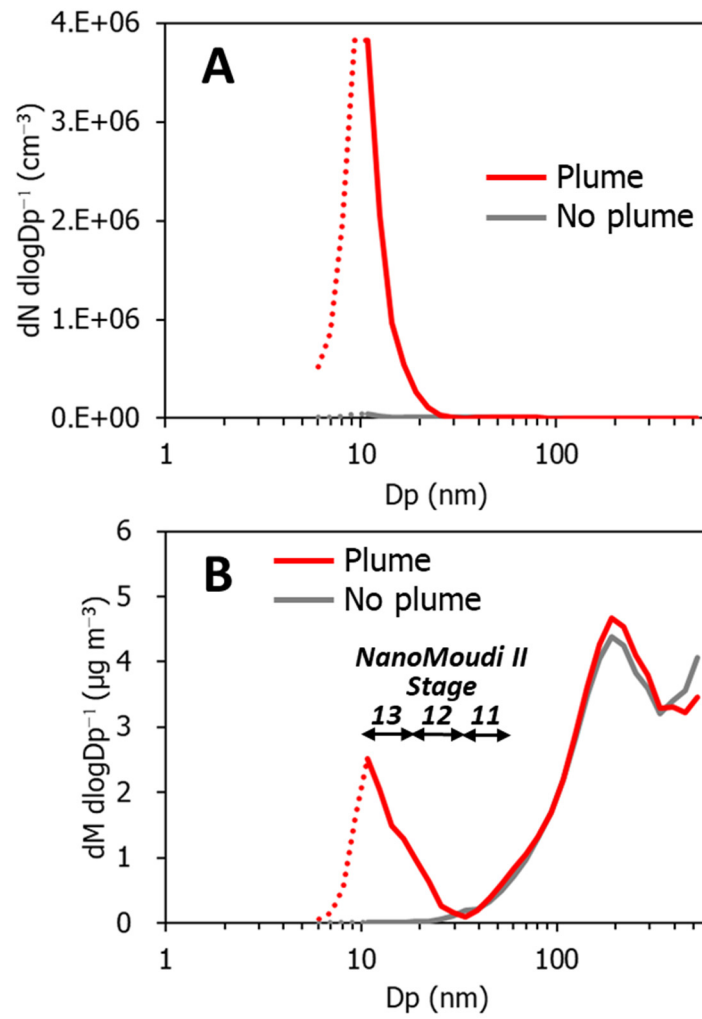 A
4.E+06
3.E+06
2.E+06
1.E+06
0.E+00
dN dlogDp⁻¹ (cm⁻³)
Plume
No plume
1 10 100
Dp (nm)
B
Plume
No plume
NanoMoudi II
Stage
13 12 11
6
5
4
3
2
1
0
dM dlogDp⁻¹ (µg m⁻³)
1 10 100
Dp (nm)